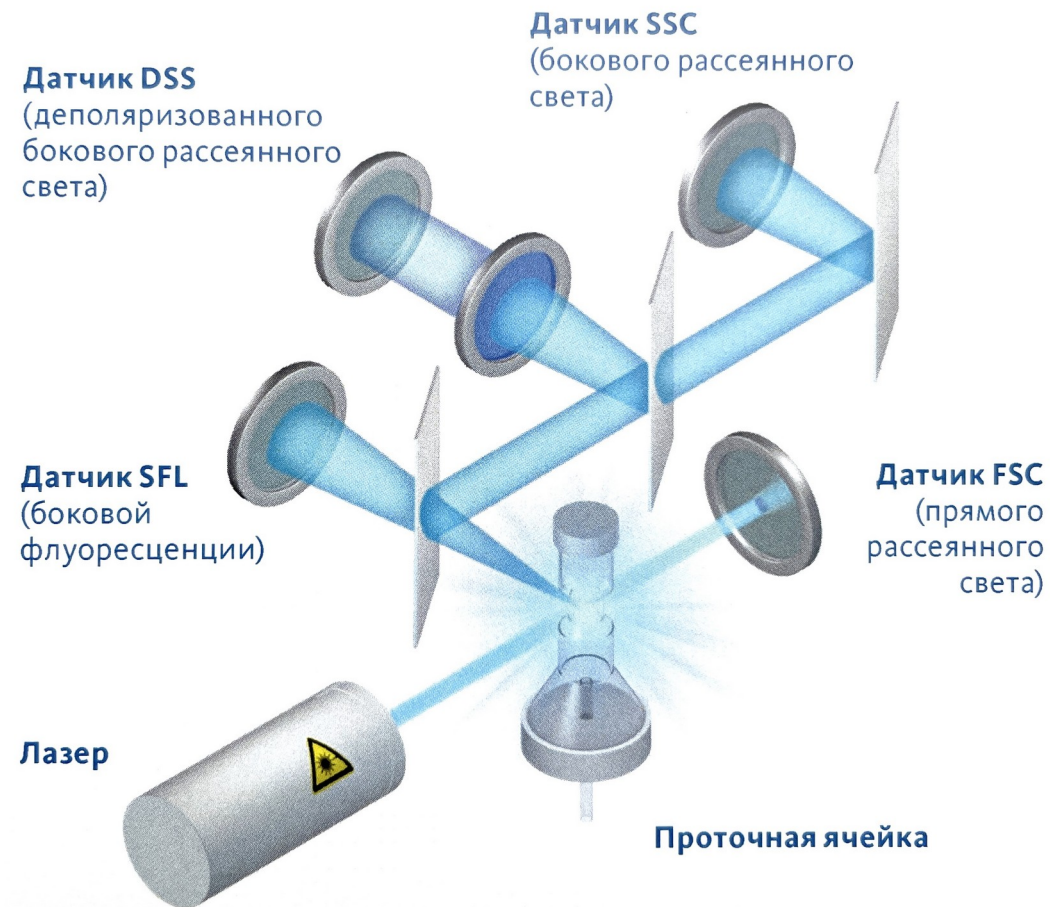 Датчик SSC
(бокового рассеянного
света)
Датчик DSS
(деполяризованного
бокового рассеянного
света)
Датчик SFL
(боковой
флуоресценции)
Датчик FSC
(прямого
рассеянного
света)
Лазер
Проточная ячейка